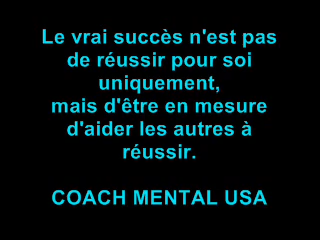 Le vrai succès n'est pas
de réussir pour soi
uniquement,
mais d'être en mesure
d'aider les autres à
réussir.
COACH MENTAL USA